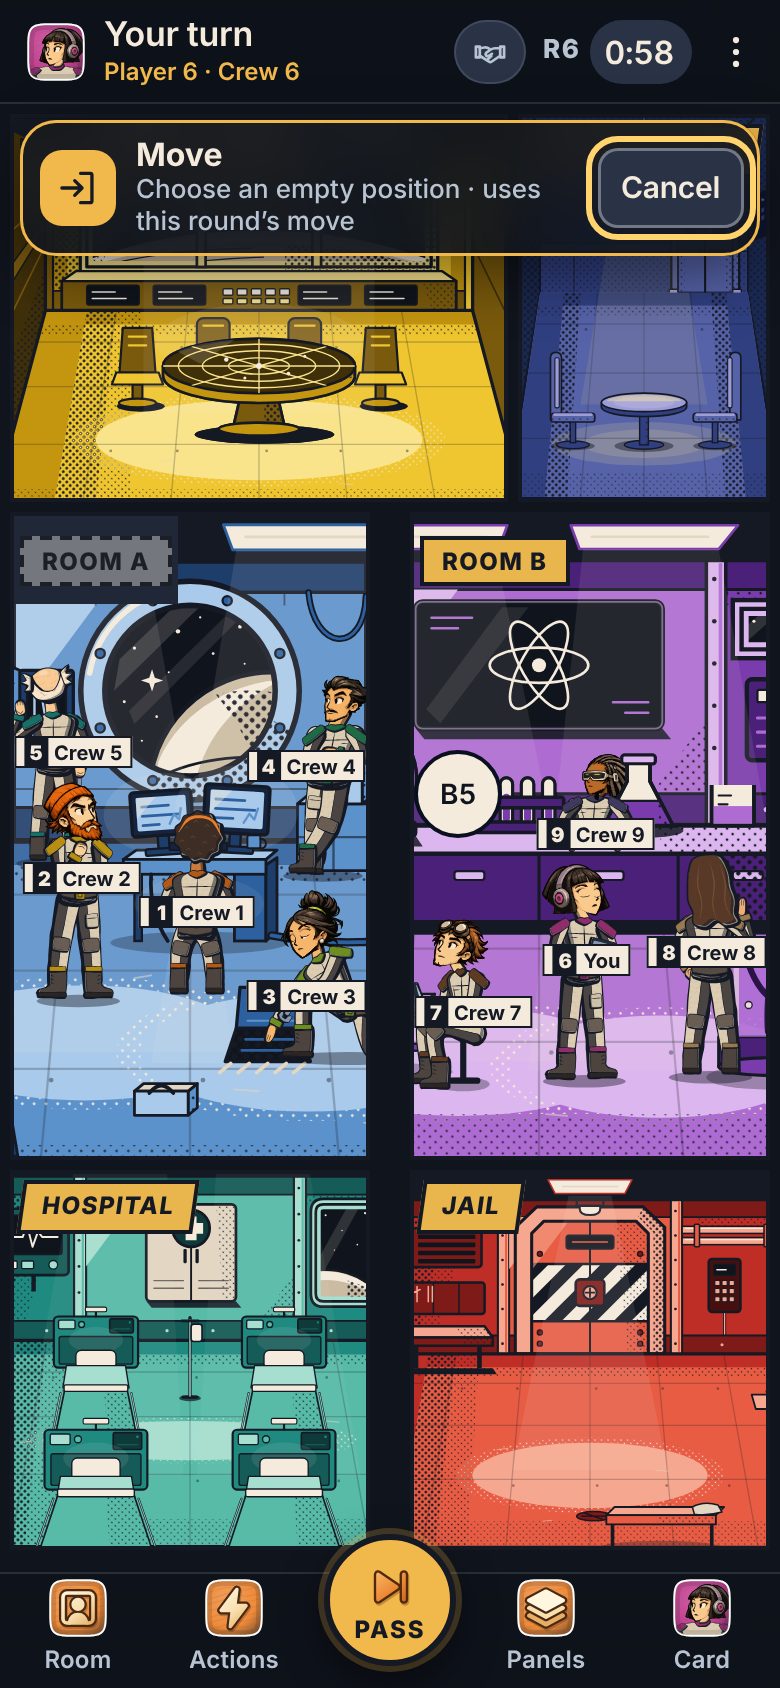 Your turn
Player 6 · Crew 6
R6
0:58
Move
Choose an empty position · uses
this round’s move
Cancel
ROOM A
ROOM B
5 Crew 5
4 Crew 4
B5
9 Crew 9
2 Crew 2
1 Crew 1
6 You
8 Crew 8
3 Crew 3
7 Crew 7
HOSPITAL
JAIL
PASS
Room
Actions
Panels
Card